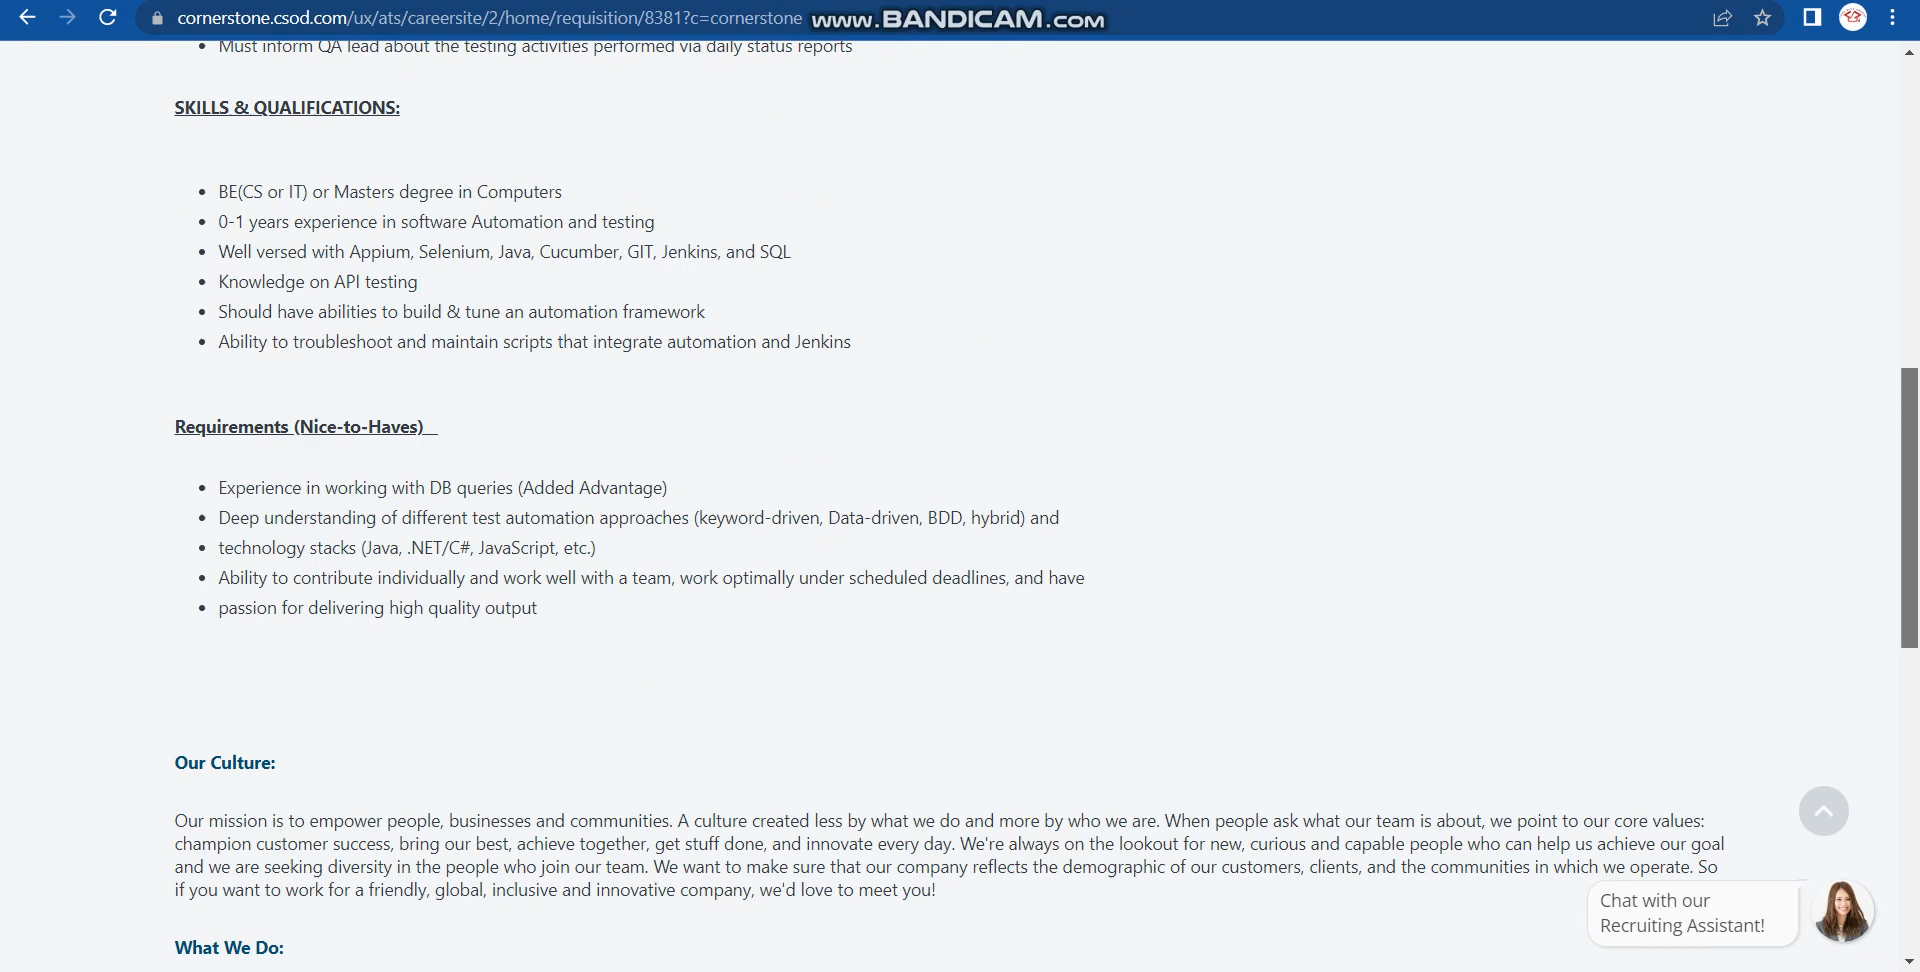 cornerstone.csod.com/ux/ats/careersite/2/home/requisition/8381?c=cornerstone
www.BANDICAM.com
• Must inform QA lead about the testing activities performed via daily status reports
SKILLS & QUALIFICATIONS:
• BE(CS or IT) or Masters degree in Computers
• 0-1 years experience in software Automation and testing
• Well versed with Appium, Selenium, Java, Cucumber, GIT, Jenkins, and SQL
• Knowledge on API testing
• Should have abilities to build & tune an automation framework
• Ability to troubleshoot and maintain scripts that integrate automation and Jenkins
Requirements (Nice-to-Haves)
• Experience in working with DB queries (Added Advantage)
• Deep understanding of different test automation approaches (keyword-driven, Data-driven, BDD, hybrid) and
• technology stacks (Java, .NET/C#, JavaScript, etc.)
• Ability to contribute individually and work well with a team, work optimally under scheduled deadlines, and have
• passion for delivering high quality output
Our Culture:
Our mission is to empower people, businesses and communities. A culture created less by what we do and more by who we are. When people ask what our team is about, we point to our core values:
champion customer success, bring our best, achieve together, get stuff done, and innovate every day. We're always on the lookout for new, curious and capable people who can help us achieve our goal
and we are seeking diversity in the people who join our team. We want to make sure that our company reflects the demographic of our customers, clients, and the communities in which we operate. So
if you want to work for a friendly, global, inclusive and innovative company, we'd love to meet you!
Chat with our
Recruiting Assistant!
What We Do: